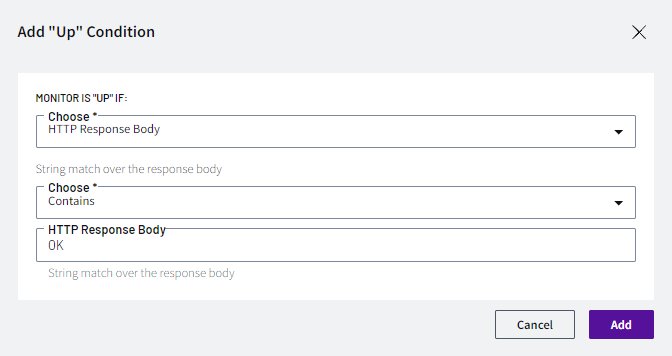 Add "Up" Condition
MONITOR IS "UP" IF:
Choose *
HTTP Response Body
String match over the response body
Choose *
Contains
HTTP Response Body
OK
String match over the response body
Cancel
Add